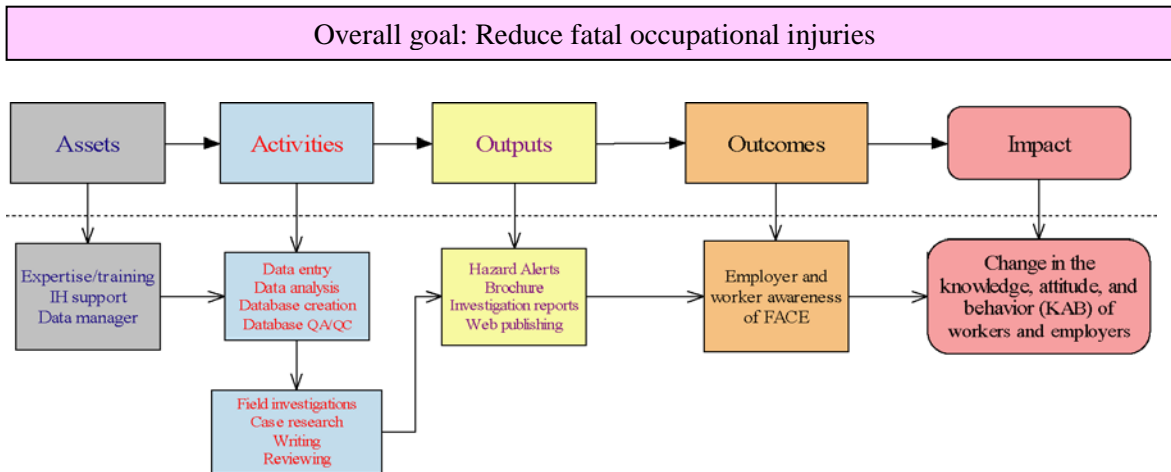 Overall goal: Reduce fatal occupational injuries
Assets
Activities
Outputs
Outcomes
Impact
Expertise/training
IH support
Data manager
Data entry
Data analysis
Database creation
Database QA/QC
Field investigations
Case research
Writing
Reviewing
Hazard Alerts
Brochure
Investigation reports
Web publishing
Employer and
worker awareness
of FACE
Change in the
knowledge, attitude, and
behavior (KAB) of
workers and employers